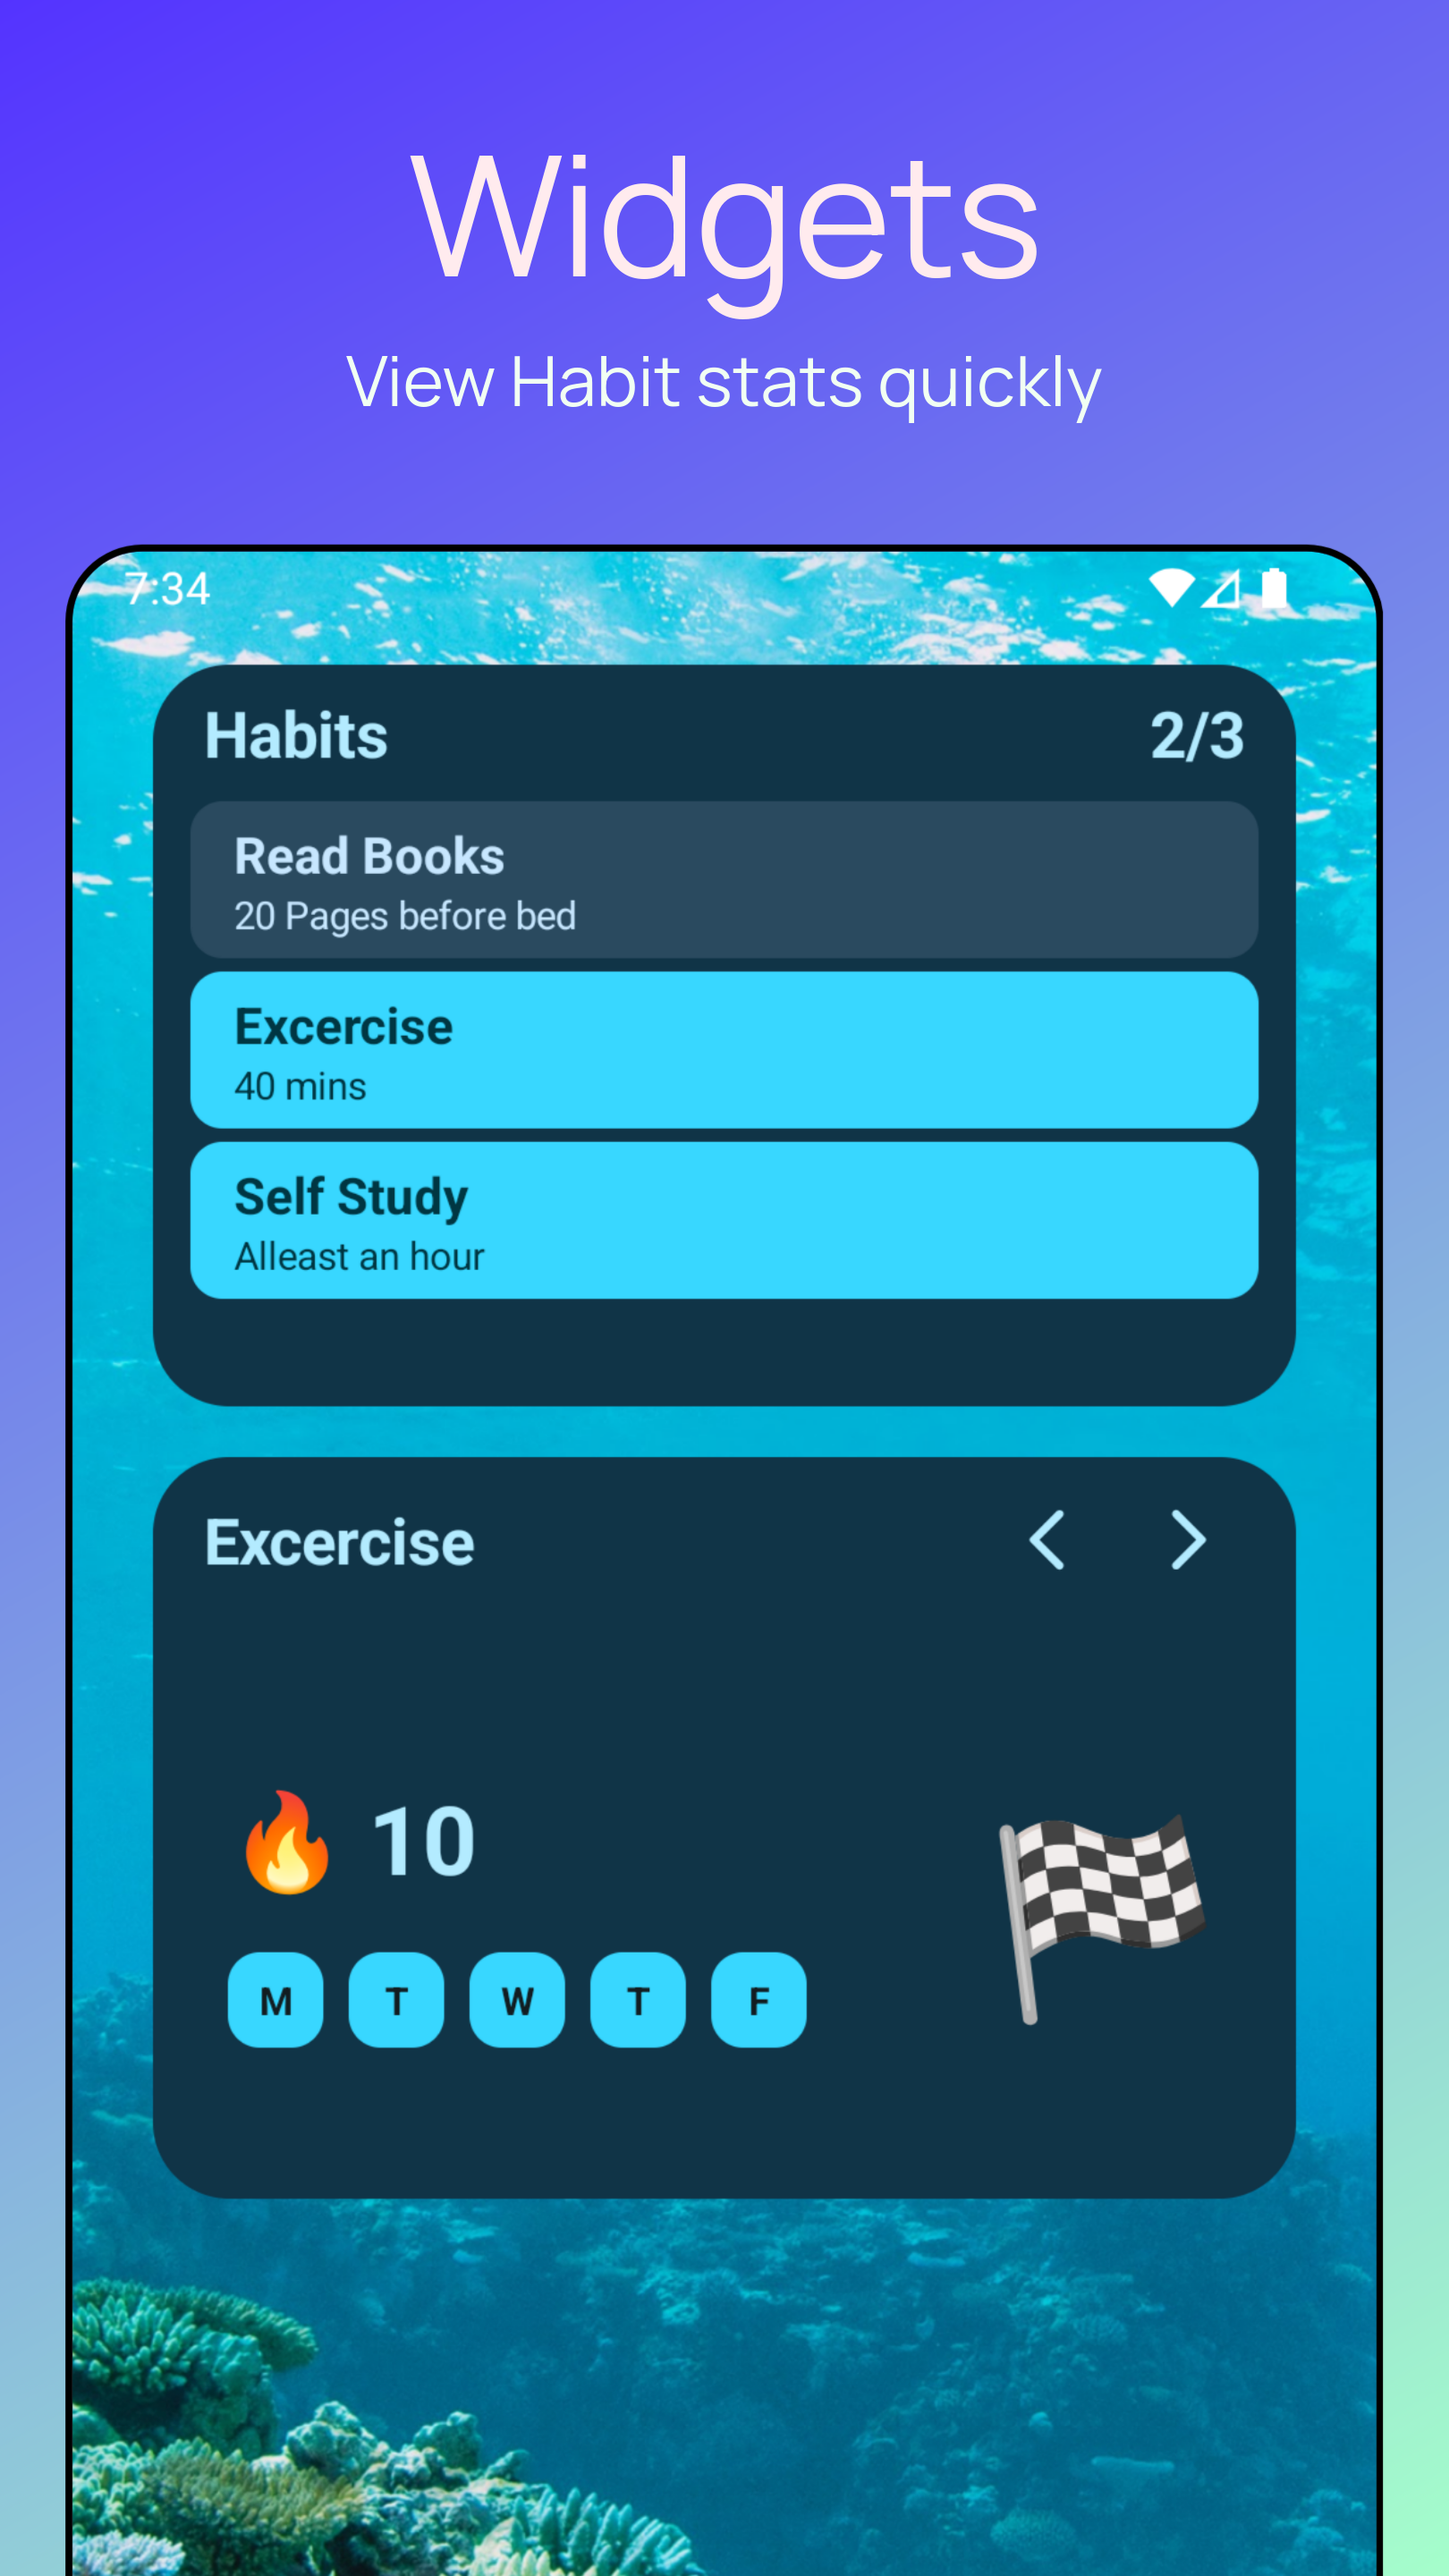 Widgets
View Habit stats quickly
7:34
Habits 2/3
Read Books
20 Pages before bed
Excercise
40 mins
Self Study
Alleast an hour
Excercise
🔥 10
M T W T F